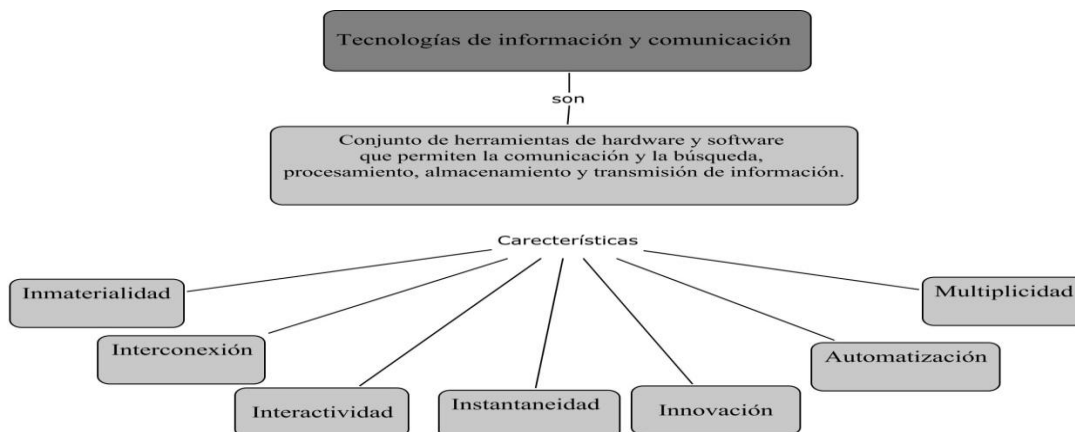 Tecnologías de información y comunicación
son
Conjunto de herramientas de hardware y software
que permiten la comunicación y la búsqueda,
procesamiento, almacenamiento y transmisión de información.
Carecterísticas
Inmaterialidad
Interconexión
Interactividad
Instantaneidad
Innovación
Automatización
Multiplicidad